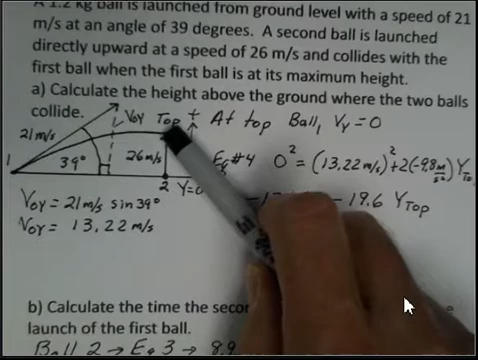 A 1.2 kg ball is launched from ground level with a speed of 21
m/s at an angle of 39 degrees. A second ball is launched
directly upward at a speed of 26 m/s and collides with the
first ball when the first ball is at its maximum height.
a) Calculate the height above the ground where the two balls
collide.
VOY Top At top Ball, VY=0
21 m/s
1 39° 26 m/s Eq #4 0² = (13.22 m/s)² + 2(-9.8 m/s²) Y
2 Y=0
VOY = 21 m/s sin 39° - 19.6 YTOP
VOY = 13.22 m/s
b) Calculate the time the
launch of the first ball.
Ball 2 → Eq 3 → 8.9